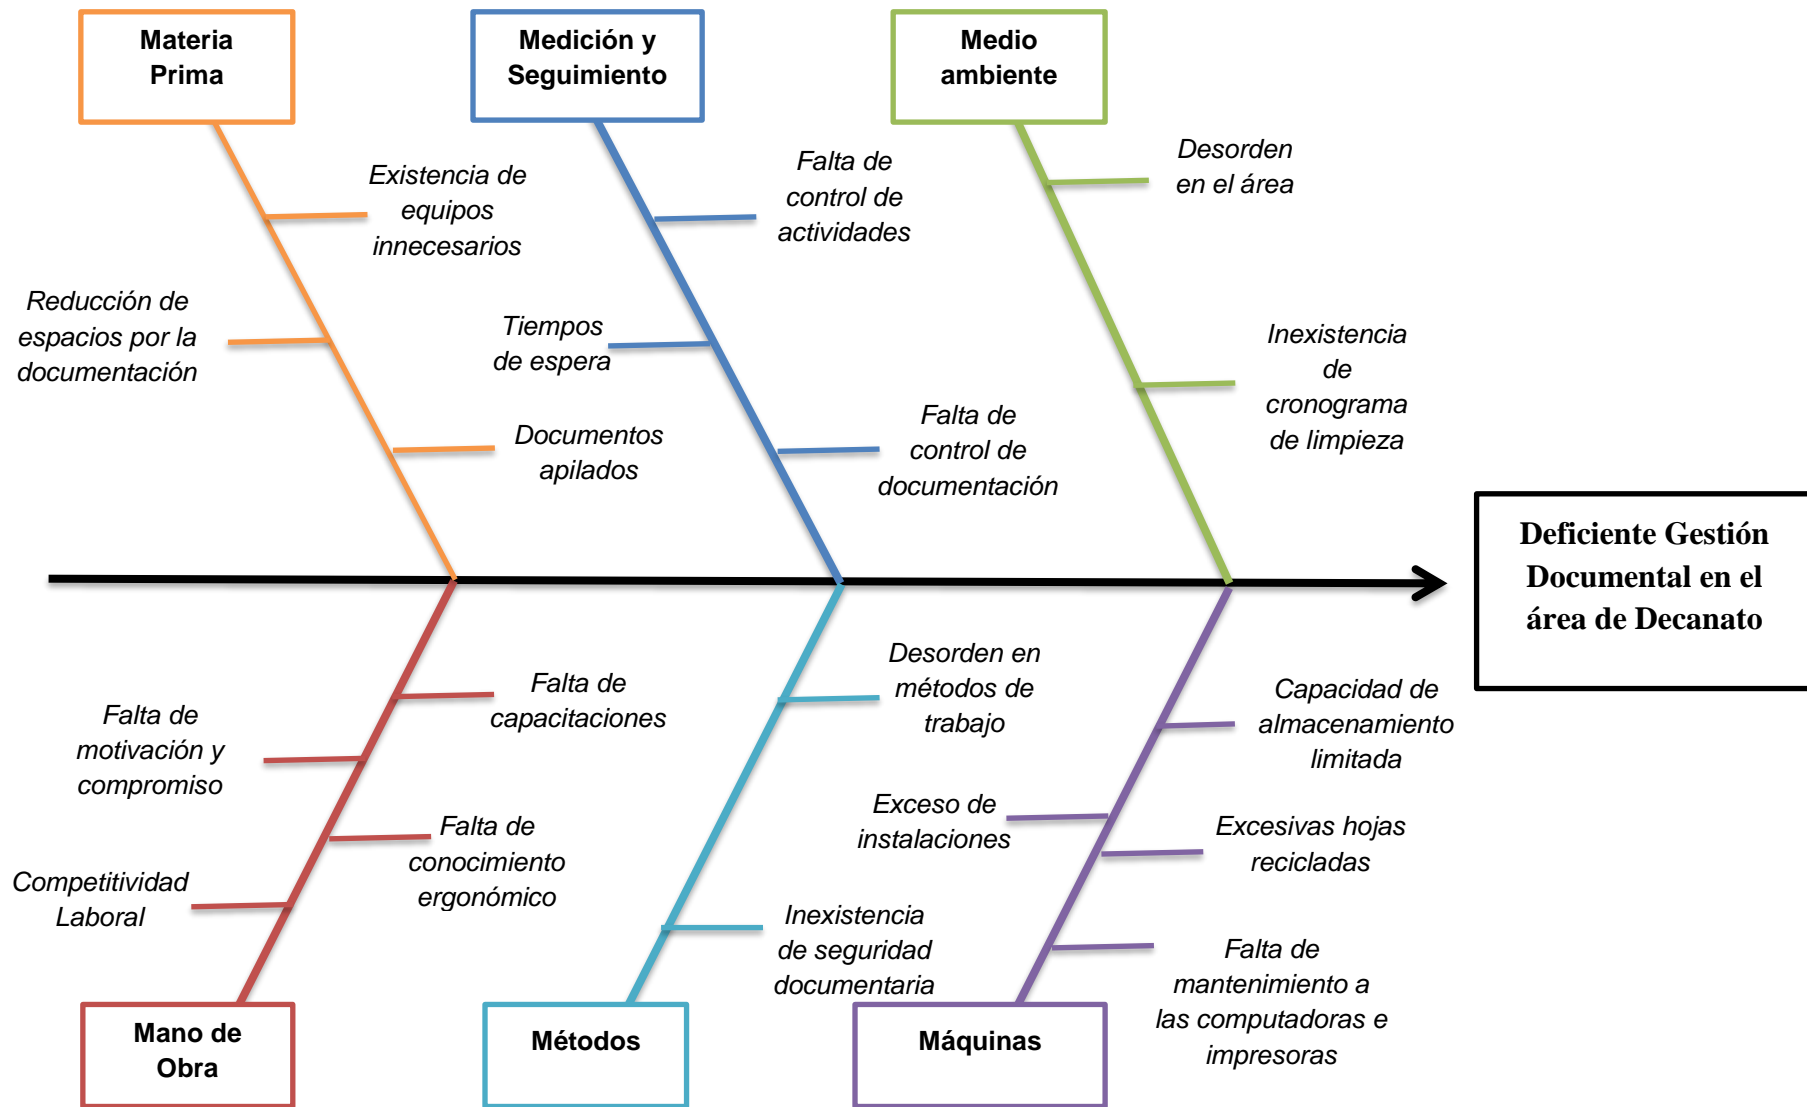 Materia
Prima
Medición y
Seguimiento
Medio
ambiente
Existencia de
equipos
innecesarios
Reducción de
espacios por la
documentación
Documentos
apilados
Falta de
control de
actividades
Tiempos
de espera
Falta de
control de
documentación
Desorden
en el área
Inexistencia
de
cronograma
de limpieza
Deficiente Gestión
Documental en el
área de Decanato
Falta de
capacitaciones
Falta de
motivación y
compromiso
Falta de
conocimiento
ergonómico
Competitividad
Laboral
Desorden en
métodos de
trabajo
Inexistencia
de seguridad
documentaria
Capacidad de
almacenamiento
limitada
Exceso de
instalaciones
Excesivas hojas
recicladas
Falta de
mantenimiento a
las computadoras e
impresoras
Mano de
Obra
Métodos
Máquinas